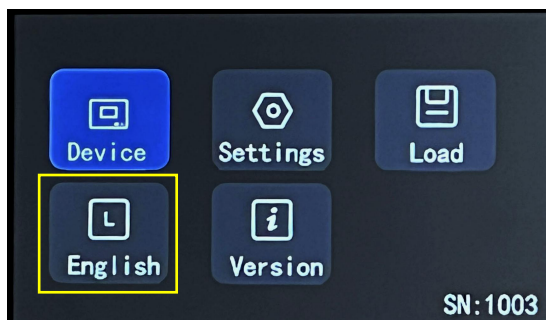 Device
Settings
Load
L
English
i
Version
SN:1003